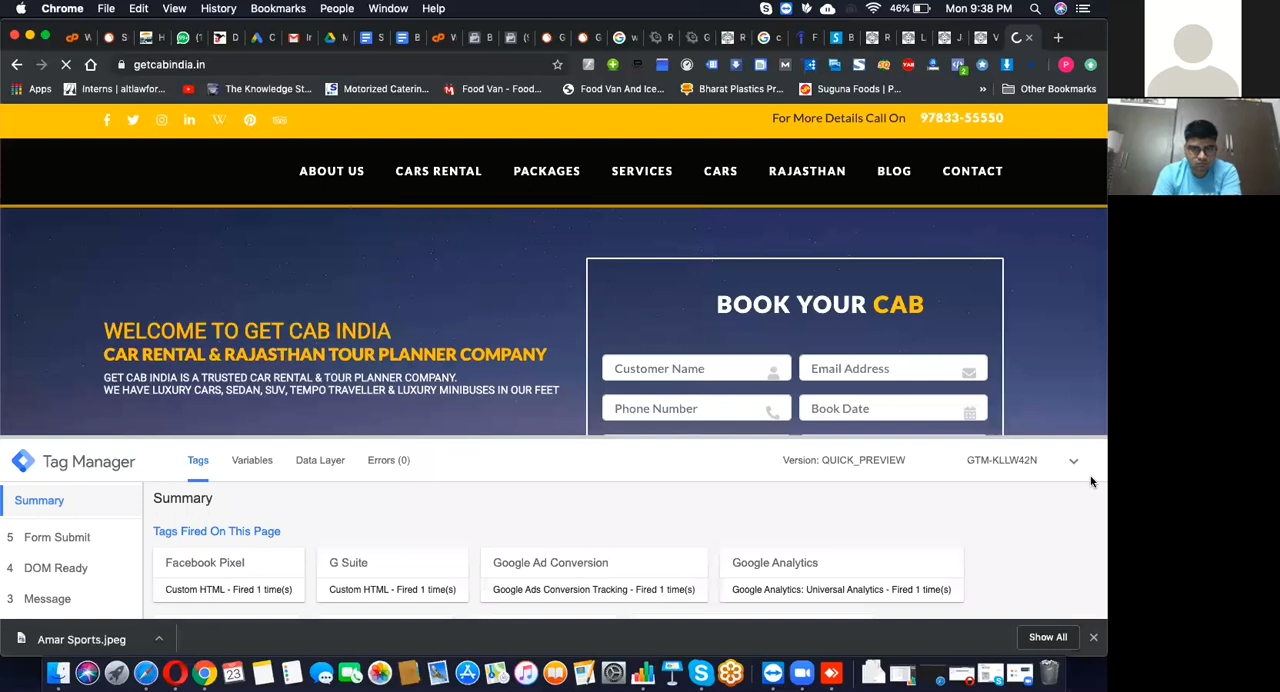 Chrome File Edit View History Bookmarks People Window Help 46% Mon 9:38 PM
getcabindia.in
Apps Interns | altlawfor... The Knowledge St... Motorized Caterin... Food Van - Food... Food Van And Ice... Bharat Plastics Pr... Suguna Foods | P... » Other Bookmarks
For More Details Call On 97833-55550
ABOUT US CARS RENTAL PACKAGES SERVICES CARS RAJASTHAN BLOG CONTACT
BOOK YOUR CAB
WELCOME TO GET CAB INDIA
CAR RENTAL & RAJASTHAN TOUR PLANNER COMPANY
GET CAB INDIA IS A TRUSTED CAR RENTAL & TOUR PLANNER COMPANY.
WE HAVE LUXURY CARS, SEDAN, SUV, TEMPO TRAVELLER & LUXURY MINIBUSES IN OUR FEET
Customer Name Email Address
Phone Number Book Date
Tag Manager Tags Variables Data Layer Errors (0) Version: QUICK_PREVIEW GTM-KLLW42N
Summary
5 Form Submit
4 DOM Ready
3 Message
Summary
Tags Fired On This Page
Facebook Pixel G Suite Google Ad Conversion Google Analytics
Custom HTML - Fired 1 time(s) Custom HTML - Fired 1 time(s) Google Ads Conversion Tracking - Fired 1 time(s) Google Analytics: Universal Analytics - Fired 1 time(s)
Amar Sports.jpeg Show All